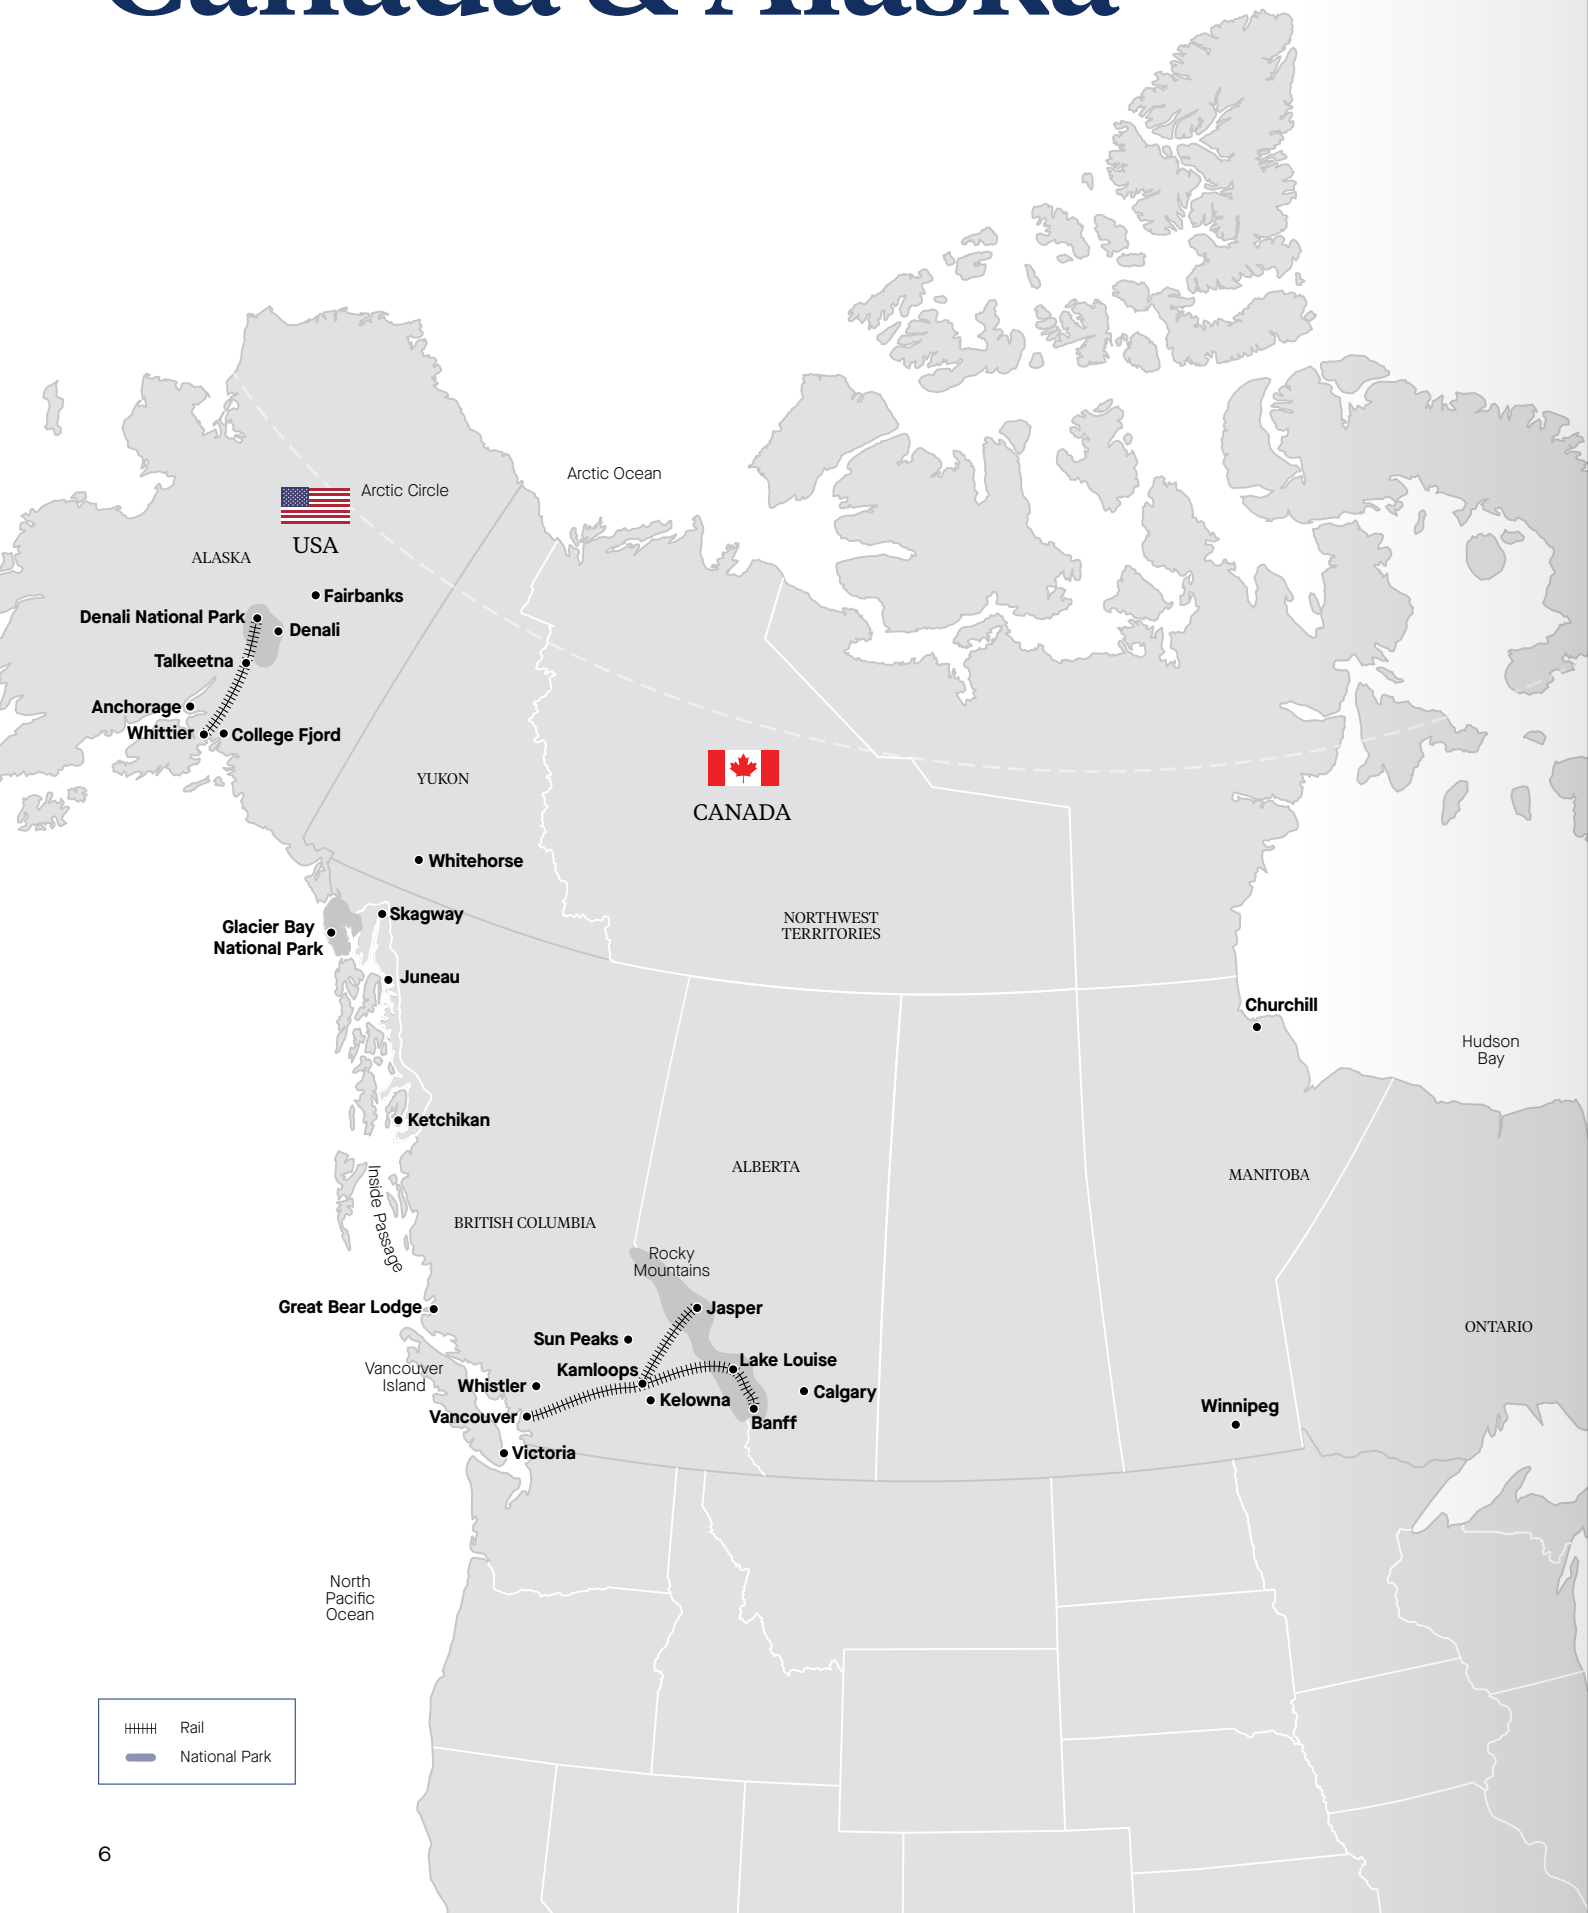 Canada & Alaska
Arctic Ocean
Arctic Circle
USA
ALASKA
Fairbanks
Denali National Park
Denali
Talkeetna
Anchorage
Whittier
College Fjord
YUKON
CANADA
Whitehorse
Skagway
NORTHWEST
TERRITORIES
Glacier Bay
National Park
Juneau
Churchill
Hudson
Bay
Ketchikan
Inside Passage
ALBERTA
MANITOBA
BRITISH COLUMBIA
Rocky
Mountains
Great Bear Lodge
Jasper
ONTARIO
Sun Peaks
Lake Louise
Vancouver
Island
Kamloops
Whistler
Calgary
Kelowna
Winnipeg
Vancouver
Banff
Victoria
North
Pacific
Ocean
Rail
National Park
6